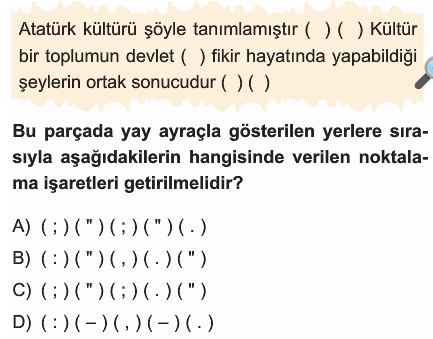 Atatürk kültürü şöyle tanımlamıştır ( ) ( ) Kültür
bir toplumun devlet ( ) fikir hayatında yapabildiği
şeylerin ortak sonucudur ( ) ( )
Bu parçada yay ayraçla gösterilen yerlere sıra-
sıyla aşağıdakilerin hangisinde verilen noktala-
ma işaretleri getirilmelidir?
A) ( ; ) ( " ) ( ; ) ( " ) ( . )
B) ( : ) ( " ) ( , ) ( . ) ( " )
C) ( ; ) ( " ) ( ; ) ( . ) ( " )
D) ( : ) ( – ) ( , ) ( – ) ( . )